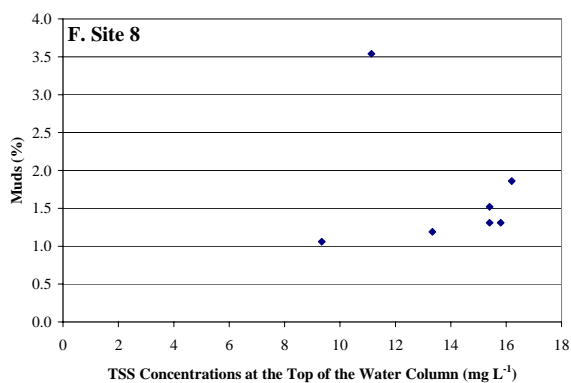 F. Site 8
4.0
3.5
3.0
2.5
2.0
1.5
1.0
0.5
0.0
Muds (%)
0 2 4 6 8 10 12 14 16 18
TSS Concentrations at the Top of the Water Column (mg L⁻¹)